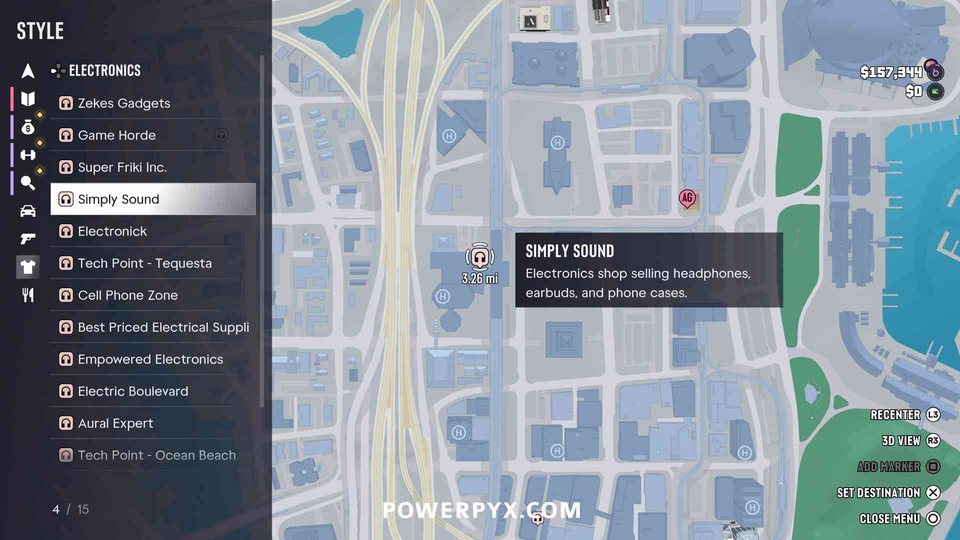 STYLE
ELECTRONICS
Zekes Gadgets
Game Horde
Super Friki Inc.
Simply Sound
Electronick
Tech Point - Tequesta
Cell Phone Zone
Best Priced Electrical Suppli
Empowered Electronics
Electric Boulevard
Aural Expert
Tech Point - Ocean Beach
4 / 15
$157,344
$0
H
H
AG
3.26 mi
SIMPLY SOUND
Electronics shop selling headphones,
earbuds, and phone cases.
H
H
H
H
H
RECENTER L3
3D VIEW R3
ADD MARKER
SET DESTINATION
CLOSE MENU
POWERPYX.COM